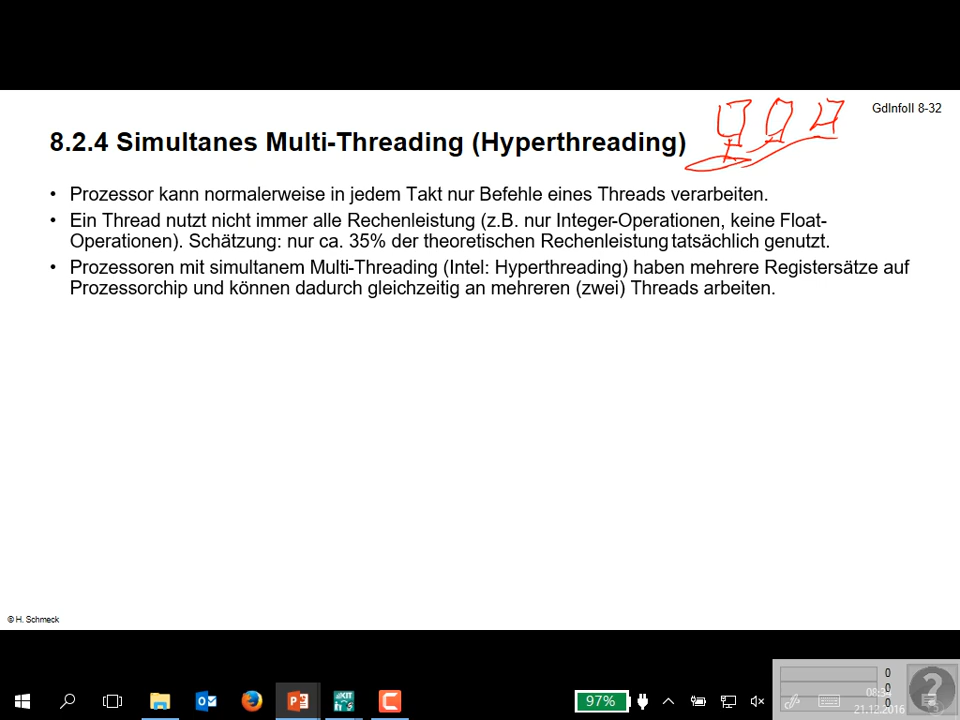 GdInfoII 8-32
8.2.4 Simultanes Multi-Threading (Hyperthreading)
• Prozessor kann normalerweise in jedem Takt nur Befehle eines Threads verarbeiten.
• Ein Thread nutzt nicht immer alle Rechenleistung (z.B. nur Integer-Operationen, keine Float-
Operationen). Schätzung: nur ca. 35% der theoretischen Rechenleistung tatsächlich genutzt.
• Prozessoren mit simultanem Multi-Threading (Intel: Hyperthreading) haben mehrere Registersätze auf
Prozessorchip und können dadurch gleichzeitig an mehreren (zwei) Threads arbeiten.
© H. Schmeck
0
0
0
97%
08:34
21.12.2016